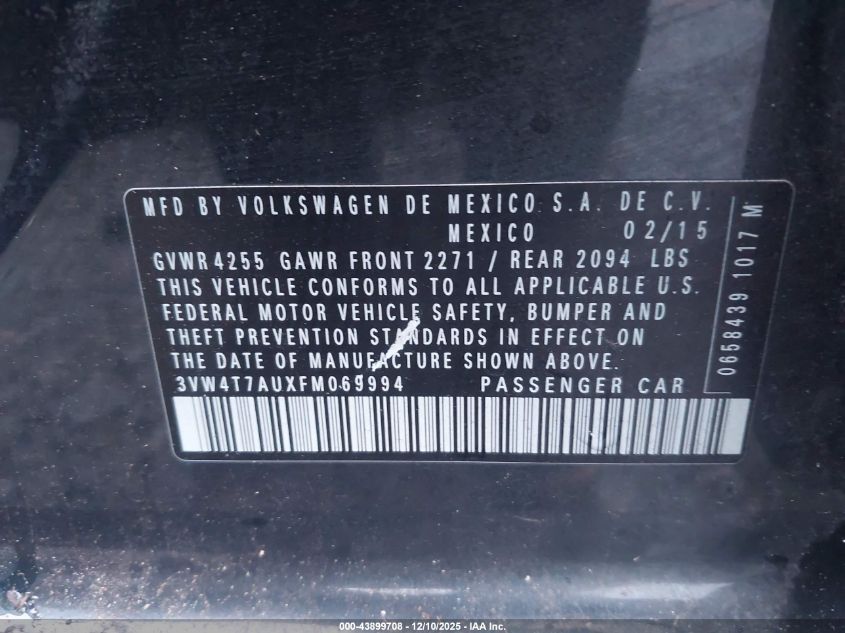 MFD BY VOLKSWAGEN DE MEXICO S.A. DE C.V.
MEXICO 02/15
GVWR 4255 GAWR FRONT 2271 / REAR 2094 LBS
THIS VEHICLE CONFORMS TO ALL APPLICABLE U.S.
FEDERAL MOTOR VEHICLE SAFETY, BUMPER AND
THEFT PREVENTION STANDARDS IN EFFECT ON
THE DATE OF MANUFACTURE SHOWN ABOVE.
3VW4T7AUXFM069994 PASSENGER CAR
0658439 1017 M
000-43899708 - 12/10/2025 - IAA Inc.